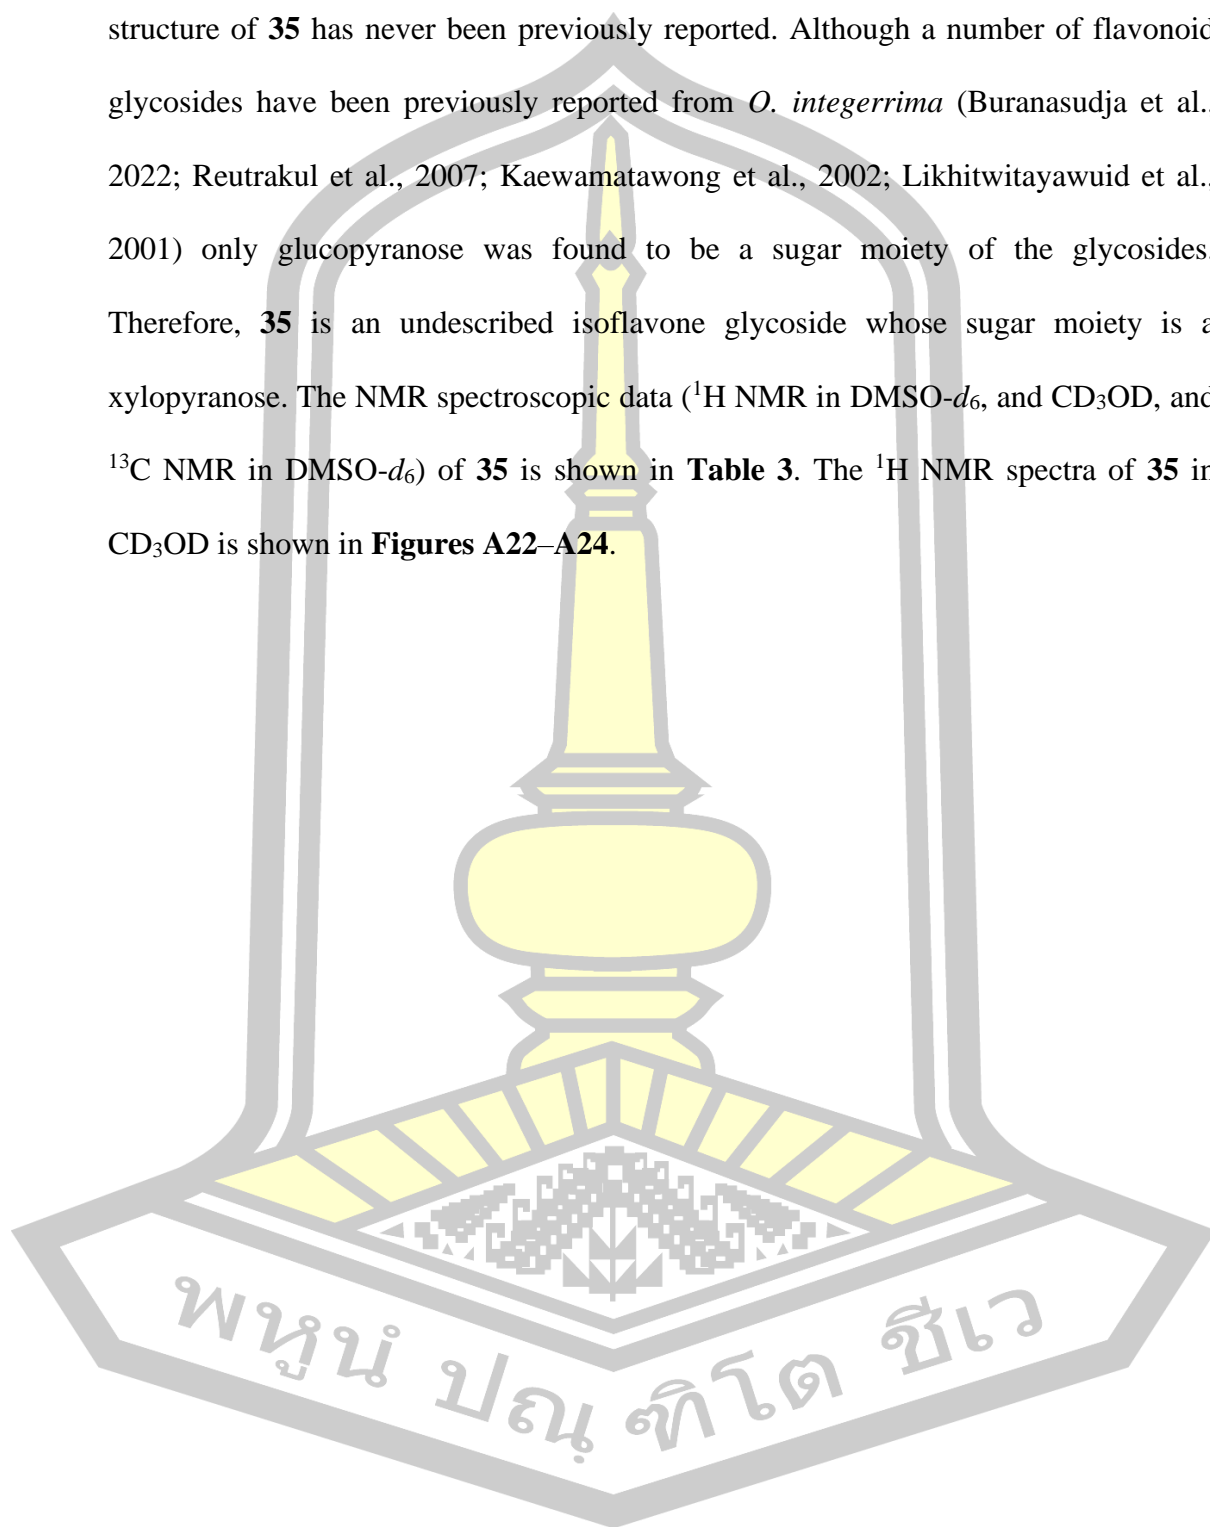 structure of 35 has never been previously reported. Although a number of flavonoid
glycosides have been previously reported from O. integerrima (Buranasudja et al.,
2022; Reutrakul et al., 2007; Kaewamatawong et al., 2002; Likhitwitayawuid et al.,
2001) only glucopyranose was found to be a sugar moiety of the glycosides.
Therefore, 35 is an undescribed isoflavone glycoside whose sugar moiety is a
xylopyranose. The NMR spectroscopic data (¹H NMR in DMSO-d₆, and CD₃OD, and
¹³C NMR in DMSO-d₆) of 35 is shown in Table 3. The ¹H NMR spectra of 35 in
CD₃OD is shown in Figures A22–A24.
พหูนํ ปณฺฑิโต ชีเว